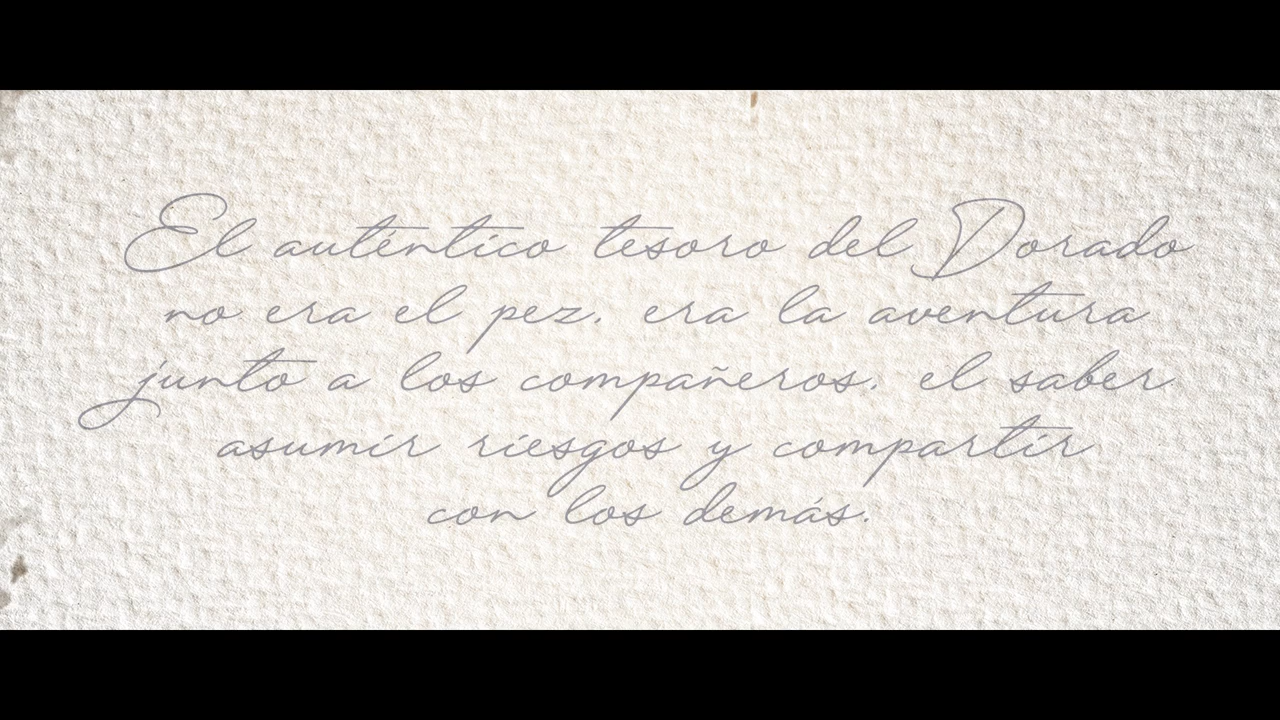 El auténtico tesoro del Dorado
no era el pez. era la aventura
junto a los compañeros. el saber
asumir riesgos y compartir
con los demás.